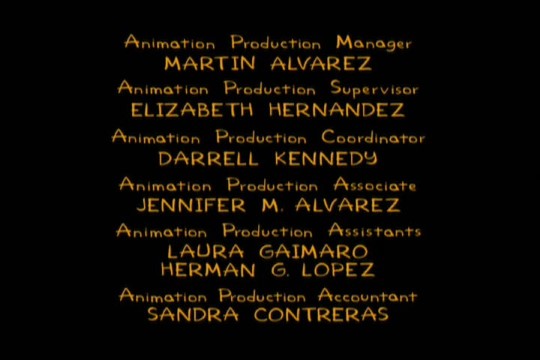 Animation Production Manager
MARTIN ALVAREZ
Animation Production Supervisor
ELIZABETH HERNANDEZ
Animation Production Coordinator
DARRELL KENNEDY
Animation Production Associate
JENNIFER M. ALVAREZ
Animation Production Assistants
LAURA GAIMARO
HERMAN G. LOPEZ
Animation Production Accountant
SANDRA CONTRERAS